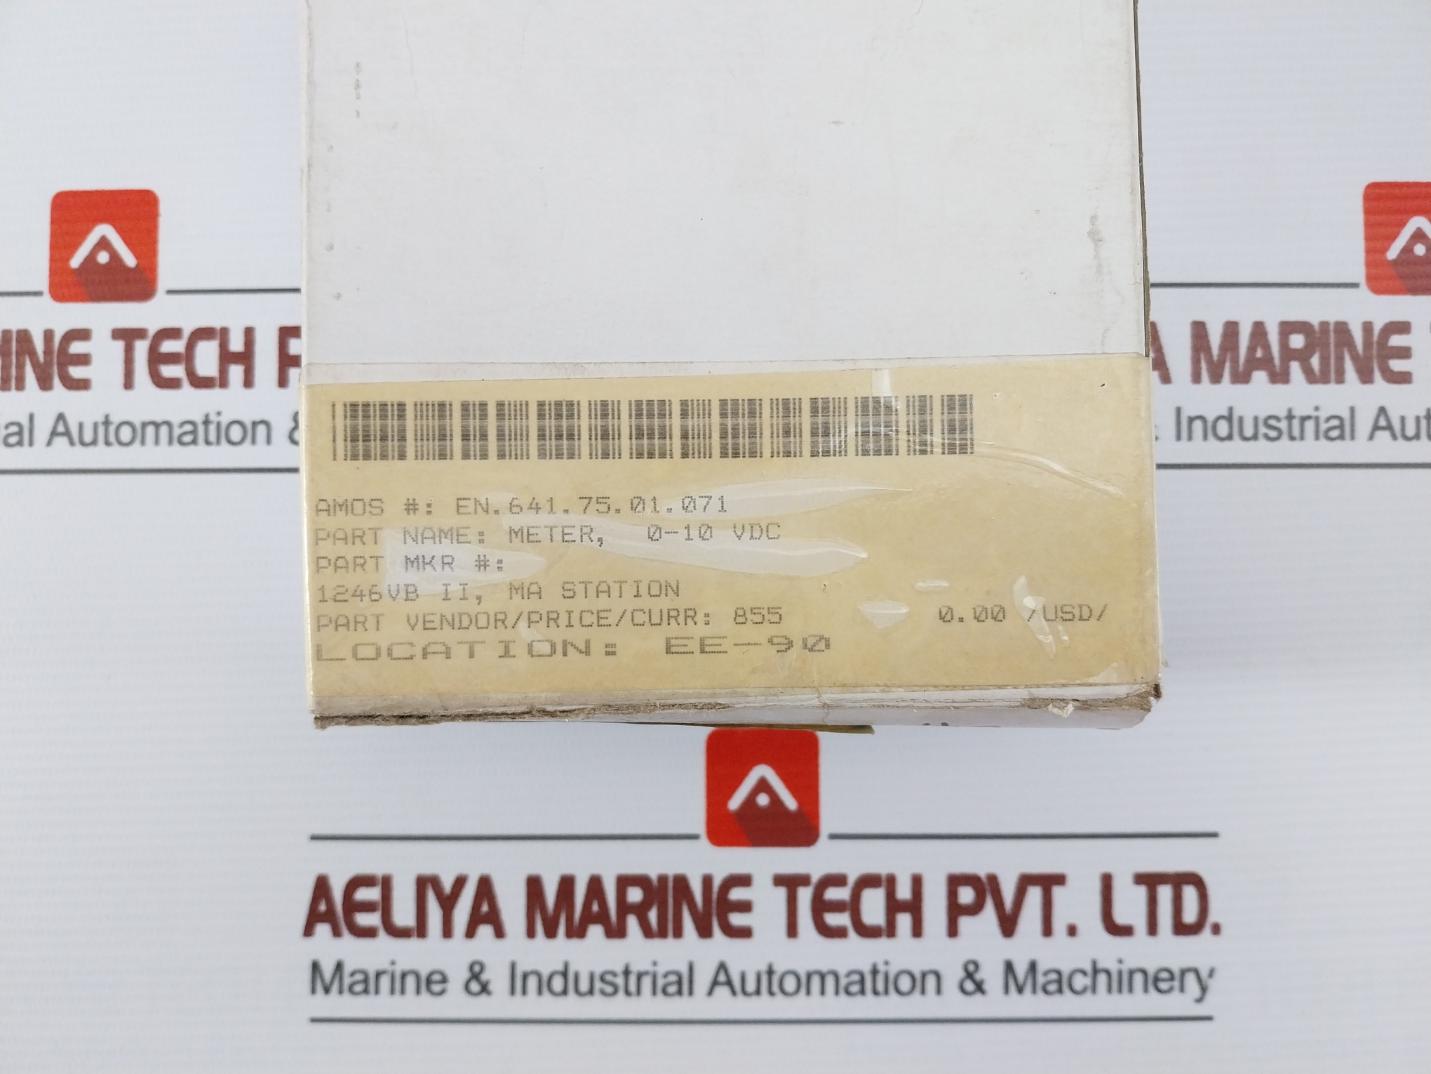 INE TECH P
A MARINE
ial Automation &
& Industrial Aut
AMOS #: EN.641.75.01.071
PART NAME: METER, 0-10 VDC
PART MKR #:
1246VB II, MA STATION
PART VENDOR/PRICE/CURR: 855 0.00 /USD/
LOCATION: EE-90
AELIYA MARINE TECH PVT. LTD.
Marine & Industrial Automation & Machinery